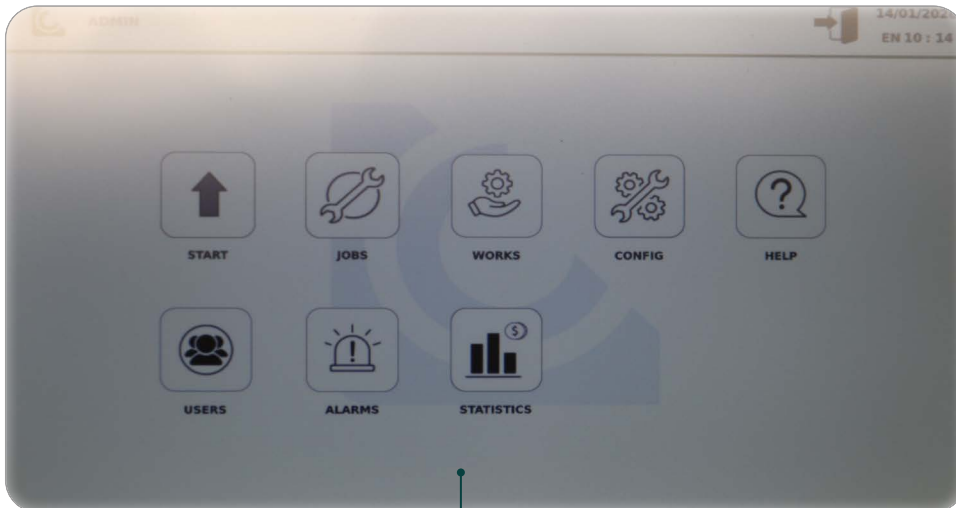 ADMIN
14/01/202
EN 10 : 14
START
JOBS
WORKS
CONFIG
HELP
USERS
ALARMS
STATISTICS